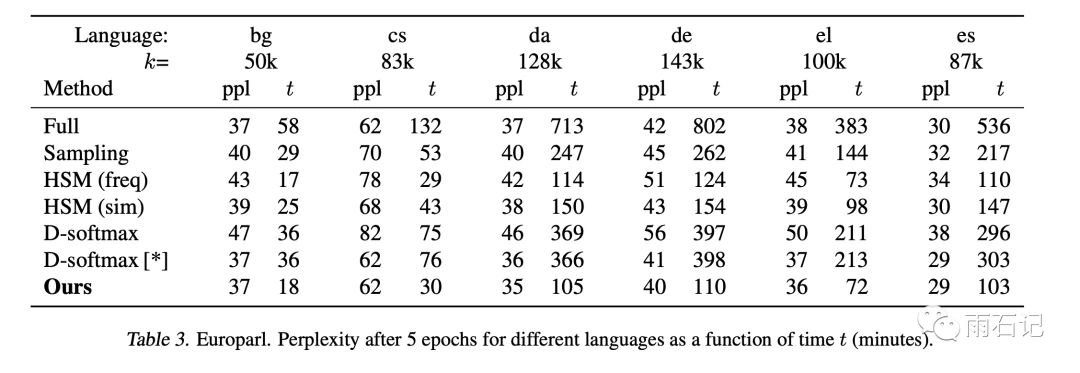 Language: bg cs da de el es
k= 50k 83k 128k 143k 100k 87k
Method ppl t ppl t ppl t ppl t ppl t ppl t
Full 37 58 62 132 37 713 42 802 38 383 30 536
Sampling 40 29 70 53 40 247 45 262 41 144 32 217
HSM (freq) 43 17 78 29 42 114 51 124 45 73 34 110
HSM (sim) 39 25 68 43 38 150 43 154 39 98 30 147
D-softmax 47 36 82 75 46 369 56 397 50 211 38 296
D-softmax [*] 37 36 62 76 36 366 41 398 37 213 29 303
Ours 37 18 62 30 35 105 40 110 36 72 29 103
雨石记
Table 3. Europarl. Perplexity after 5 epochs for different languages as a function of time t (minutes).